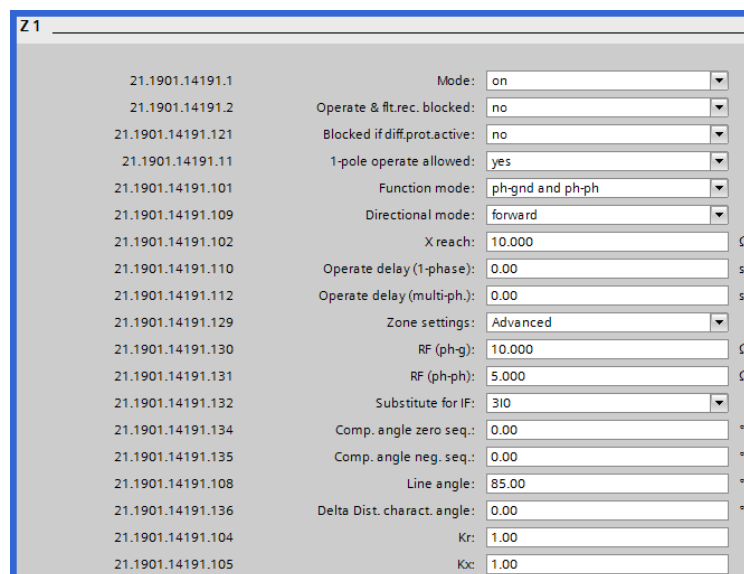 Z 1
21.1901.14191.1 Mode: on
21.1901.14191.2 Operate & flt.rec. blocked: no
21.1901.14191.121 Blocked if diff.prot.active: no
21.1901.14191.11 1-pole operate allowed: yes
21.1901.14191.101 Function mode: ph-gnd and ph-ph
21.1901.14191.109 Directional mode: forward
21.1901.14191.102 X reach: 10.000 Ω
21.1901.14191.110 Operate delay (1-phase): 0.00 s
21.1901.14191.112 Operate delay (multi-ph.): 0.00 s
21.1901.14191.129 Zone settings: Advanced
21.1901.14191.130 RF (ph-g): 10.000 Ω
21.1901.14191.131 RF (ph-ph): 5.000 Ω
21.1901.14191.132 Substitute for IF: 3I0
21.1901.14191.134 Comp. angle zero seq.: 0.00 °
21.1901.14191.135 Comp. angle neg. seq.: 0.00 °
21.1901.14191.108 Line angle: 85.00 °
21.1901.14191.136 Delta Dist. charact. angle: 0.00 °
21.1901.14191.104 Kr: 1.00
21.1901.14191.105 Kx: 1.00